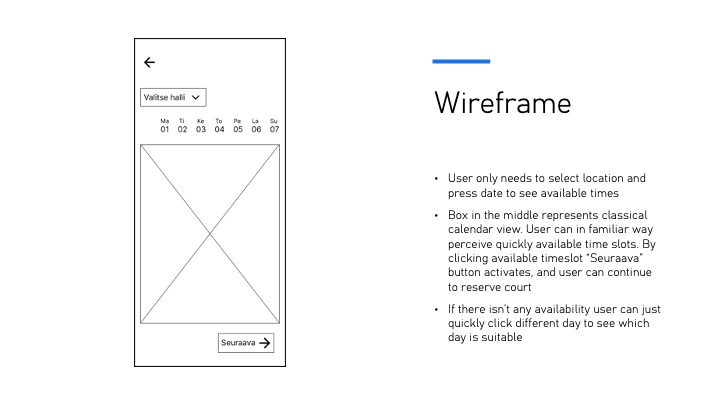 Valitse halli
Ma Ti Ke To Pe La Su
01 02 03 04 05 06 07
Seuraava
Wireframe
• User only needs to select location and
press date to see available times
• Box in the middle represents classical
calendar view. User can in familiar way
perceive quickly available time slots. By
clicking available timeslot "Seuraava"
button activates, and user can continue
to reserve court
• If there isn't any availability user can just
quickly click different day to see which
day is suitable